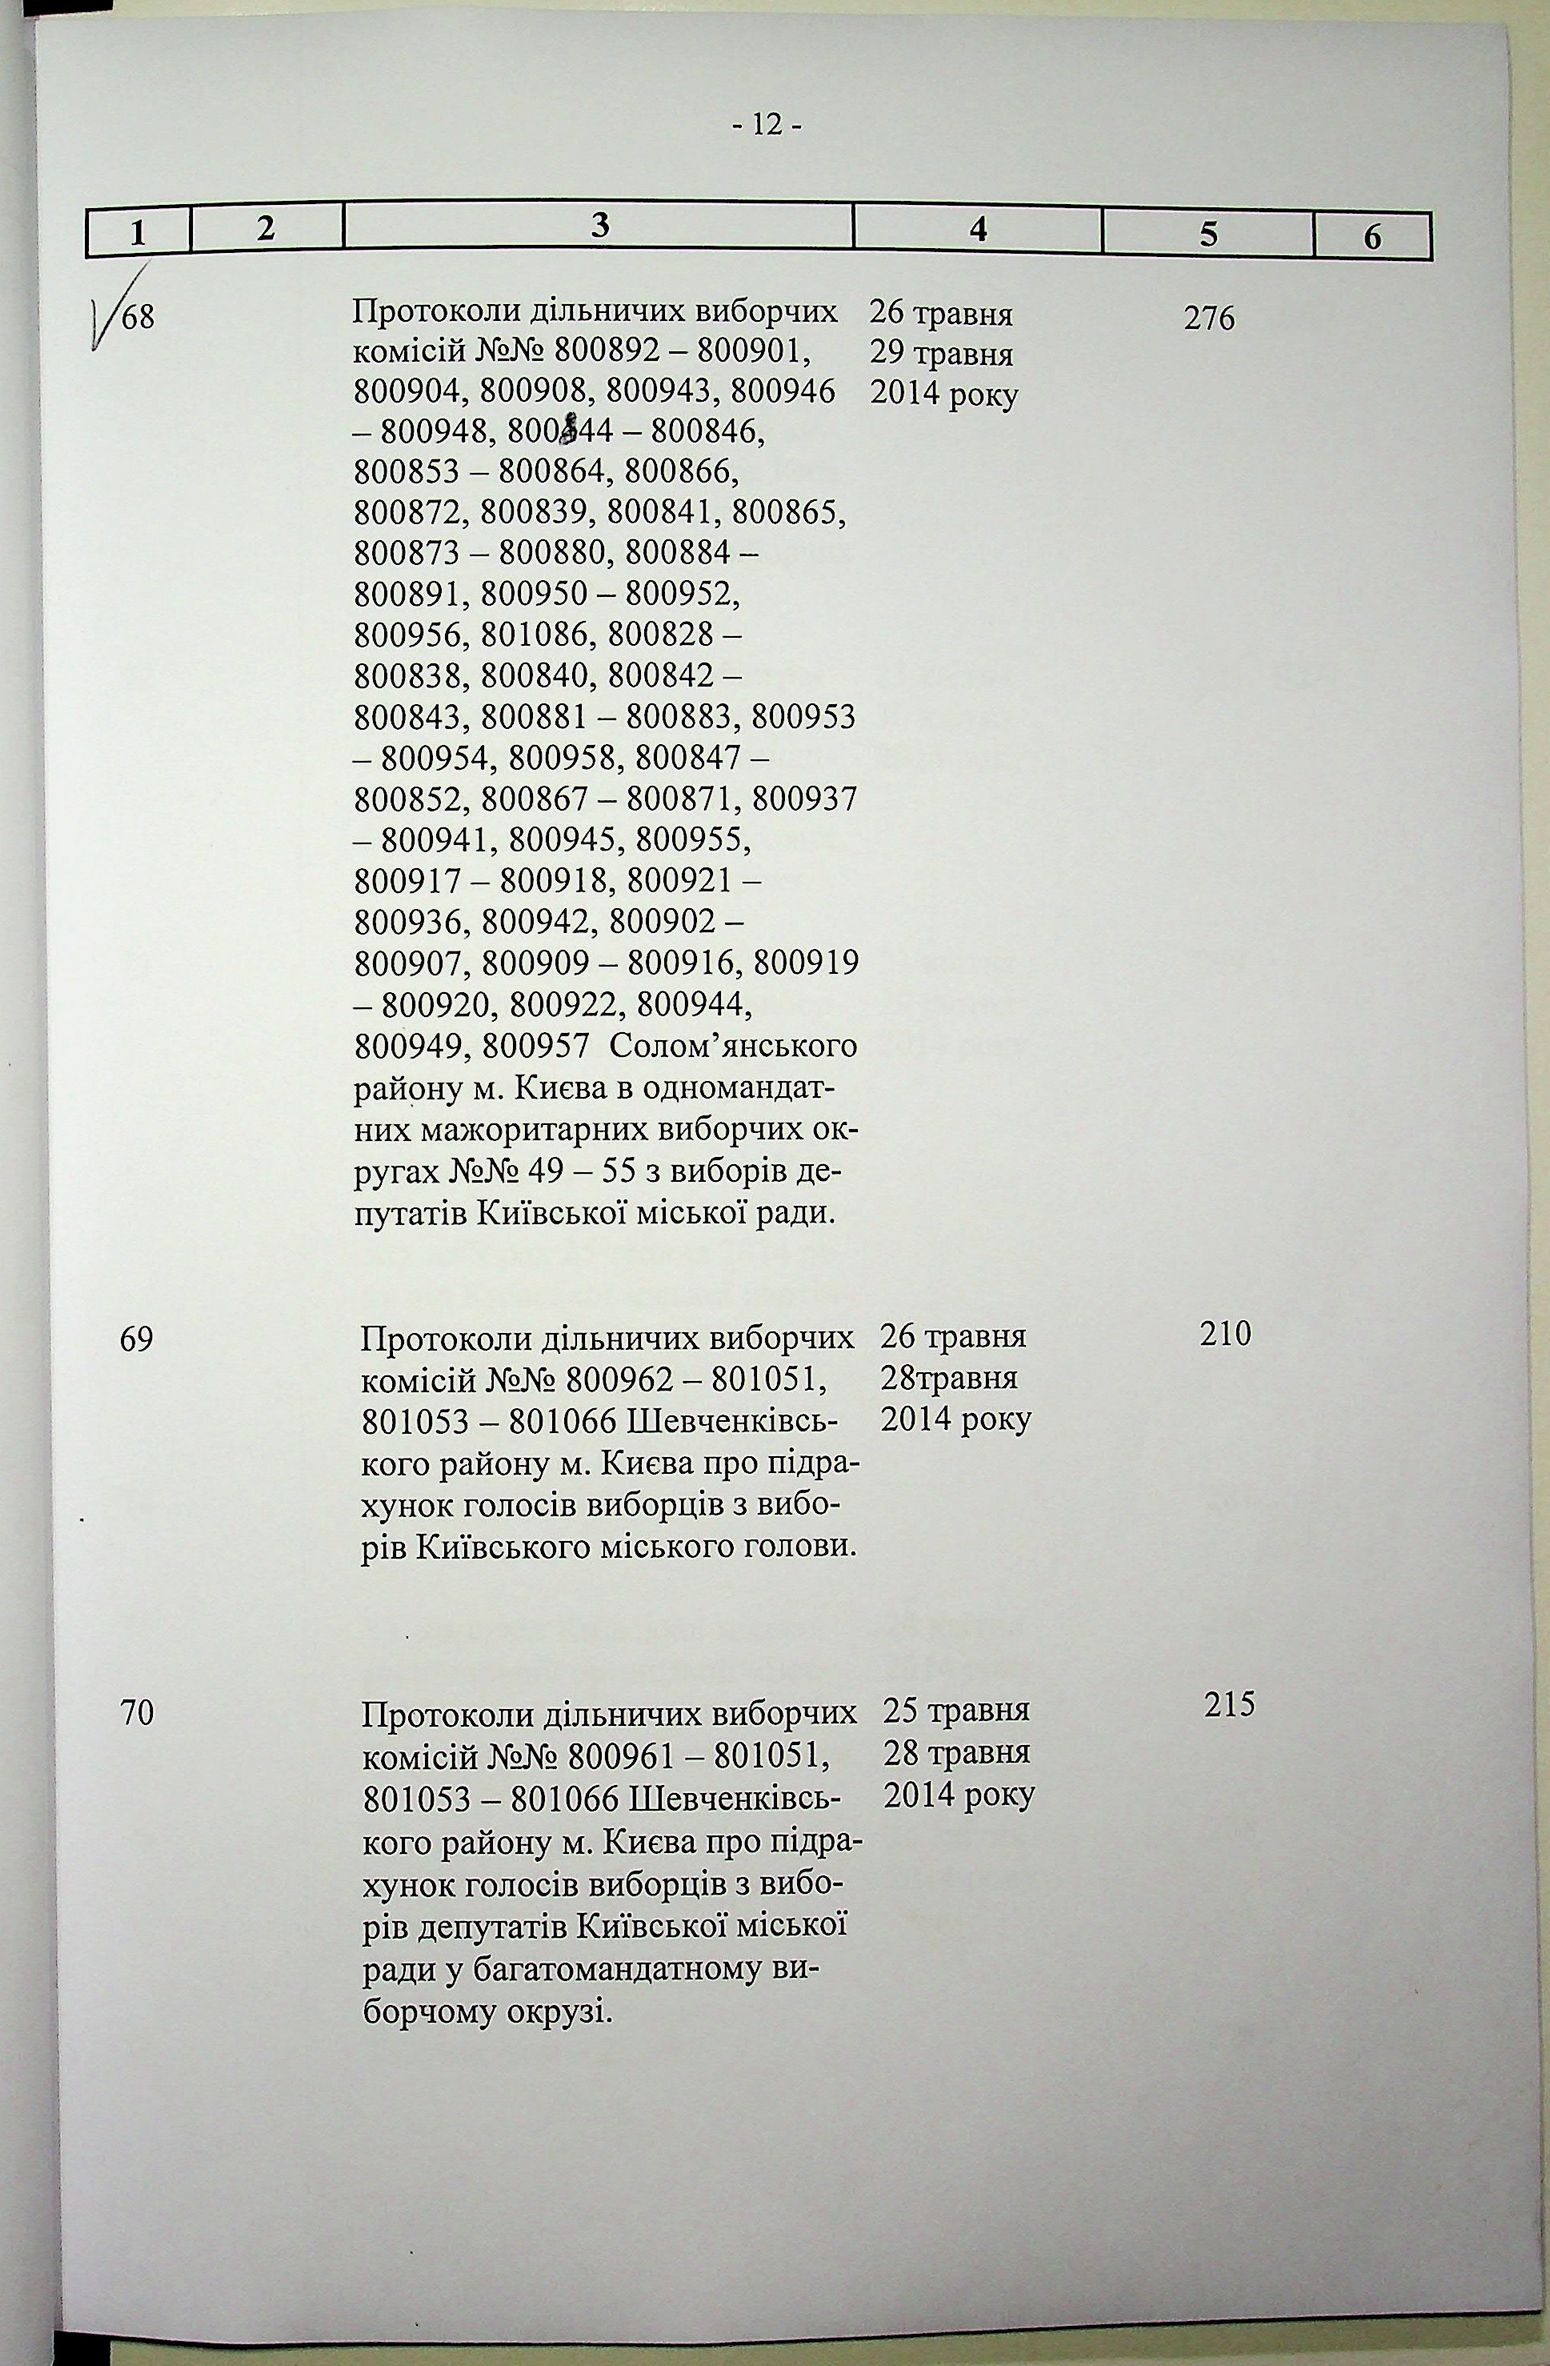 - 12 -
1 2 3 4 5 6
68 Протоколи дільничих виборчих 26 травня 276
комісій №№ 800892 – 800901, 29 травня
800904, 800908, 800943, 800946 2014 року
– 800948, 800844 – 800846,
800853 – 800864, 800866,
800872, 800839, 800841, 800865,
800873 – 800880, 800884 –
800891, 800950 – 800952,
800956, 801086, 800828 –
800838, 800840, 800842 –
800843, 800881 – 800883, 800953
– 800954, 800958, 800847 –
800852, 800867 – 800871, 800937
– 800941, 800945, 800955,
800917 – 800918, 800921 –
800936, 800942, 800902 –
800907, 800909 – 800916, 800919
– 800920, 800922, 800944,
800949, 800957 Солом’янського
району м. Києва в одномандат-
них мажоритарних виборчих ок-
ругах №№ 49 – 55 з виборів де-
путатів Київської міської ради.
69 Протоколи дільничих виборчих 26 травня 210
комісій №№ 800962 – 801051, 28травня
801053 – 801066 Шевченківсь- 2014 року
кого району м. Києва про підра-
хунок голосів виборців з вибо-
рів Київського міського голови.
70 Протоколи дільничих виборчих 25 травня 215
комісій №№ 800961 – 801051, 28 травня
801053 – 801066 Шевченківсь- 2014 року
кого району м. Києва про підра-
хунок голосів виборців з вибо-
рів депутатів Київської міської
ради у багатомандатному ви-
борчому окрузі.